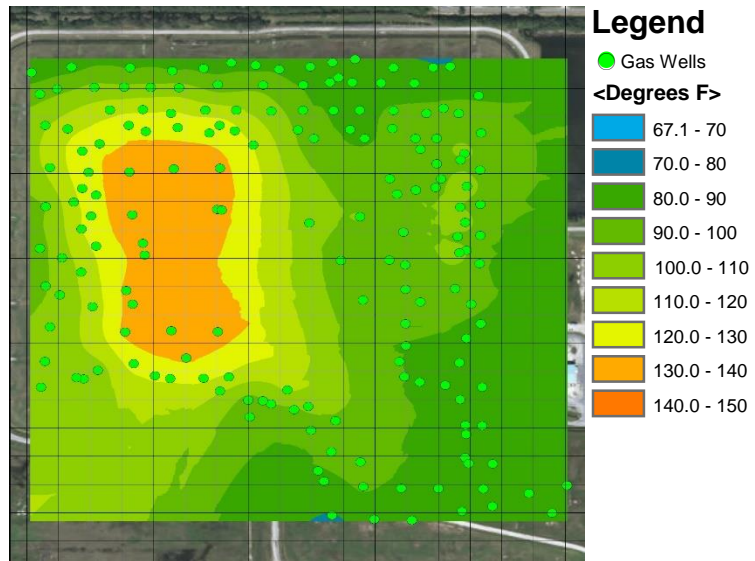 Legend
Gas Wells
<Degrees F>
67.1 - 70
70.0 - 80
80.0 - 90
90.0 - 100
100.0 - 110
110.0 - 120
120.0 - 130
130.0 - 140
140.0 - 150